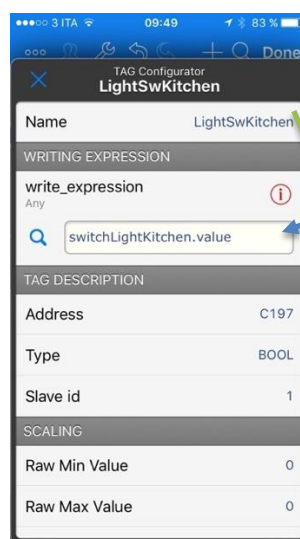 3 ITA 09:49 83 %
Done
TAG Configurator
LightSwKitchen
Name LightSwKitchen
WRITING EXPRESSION
write_expression
Any
switchLightKitchen.value
TAG DESCRIPTION
Address C197
Type BOOL
Slave id 1
SCALING
Raw Min Value 0
Raw Max Value 0